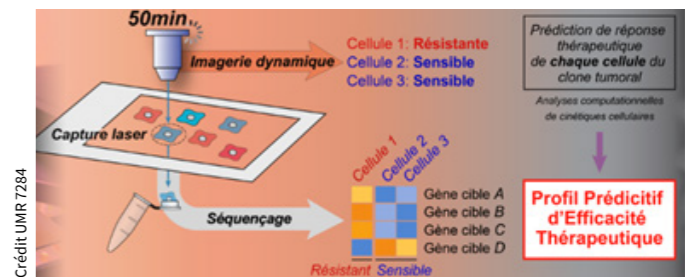 50min
Imagerie dynamique
Cellule 1: Résistante
Cellule 2: Sensible
Cellule 3: Sensible
Capture laser
Séquençage
Cellule 1
Cellule 2
Cellule 3
Gène cible A
Gène cible B
Gène cible C
Gène cible D
Résistant Sensible
Prédiction de réponse
thérapeutique
de chaque cellule du
clone tumoral
Analyses computationnelles
de cinétiques cellulaires
Profil Prédicitif
d'Efficacité
Thérapeutique
Crédit UMR 7284